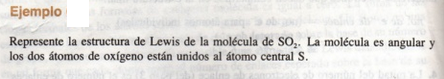 Ejemplo
Represente la estructura de Lewis de la molécula de SO₂. La molécula es angular y
los dos átomos de oxígeno están unidos al átomo central S.